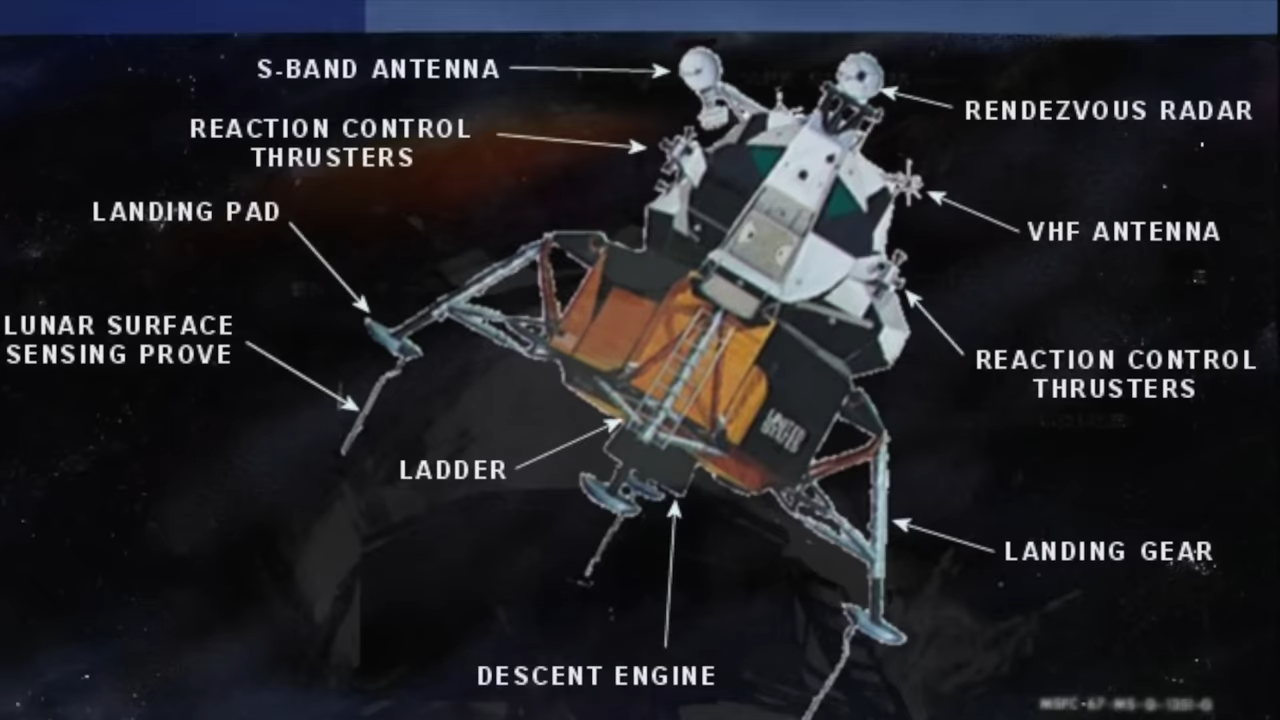 S-BAND ANTENNA
RENDEZVOUS RADAR
REACTION CONTROL
THRUSTERS
LANDING PAD
VHF ANTENNA
LUNAR SURFACE
SENSING PROVE
REACTION CONTROL
THRUSTERS
LADDER
LANDING GEAR
DESCENT ENGINE